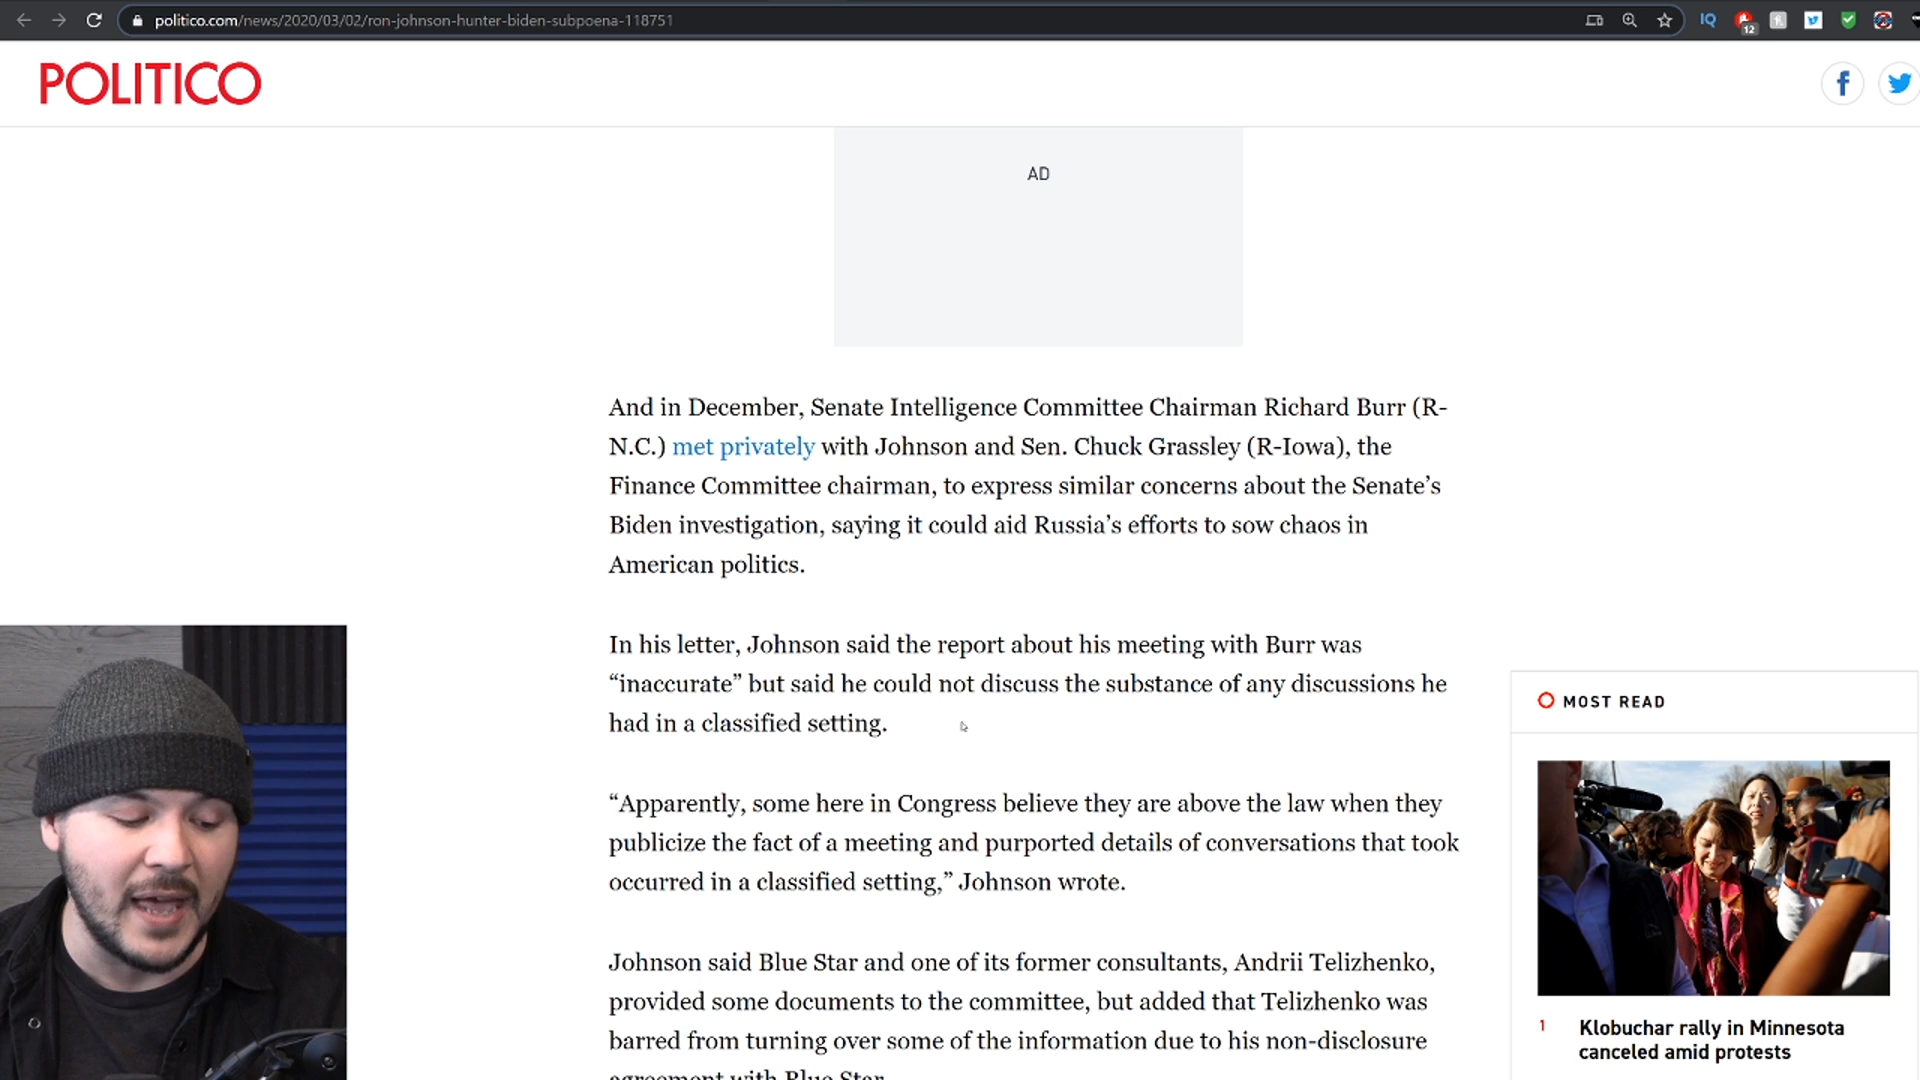 politico.com/news/2020/03/02/ron-johnson-hunter-biden-subpoena-118751
IQ
12
POLITICO
AD
And in December, Senate Intelligence Committee Chairman Richard Burr (R-
N.C.) met privately with Johnson and Sen. Chuck Grassley (R-Iowa), the
Finance Committee chairman, to express similar concerns about the Senate’s
Biden investigation, saying it could aid Russia’s efforts to sow chaos in
American politics.
In his letter, Johnson said the report about his meeting with Burr was
“inaccurate” but said he could not discuss the substance of any discussions he
had in a classified setting.
“Apparently, some here in Congress believe they are above the law when they
publicize the fact of a meeting and purported details of conversations that took
occurred in a classified setting,” Johnson wrote.
Johnson said Blue Star and one of its former consultants, Andrii Telizhenko,
provided some documents to the committee, but added that Telizhenko was
barred from turning over some of the information due to his non-disclosure
agreement with Blue Star.
MOST READ
1 Klobuchar rally in Minnesota
canceled amid protests